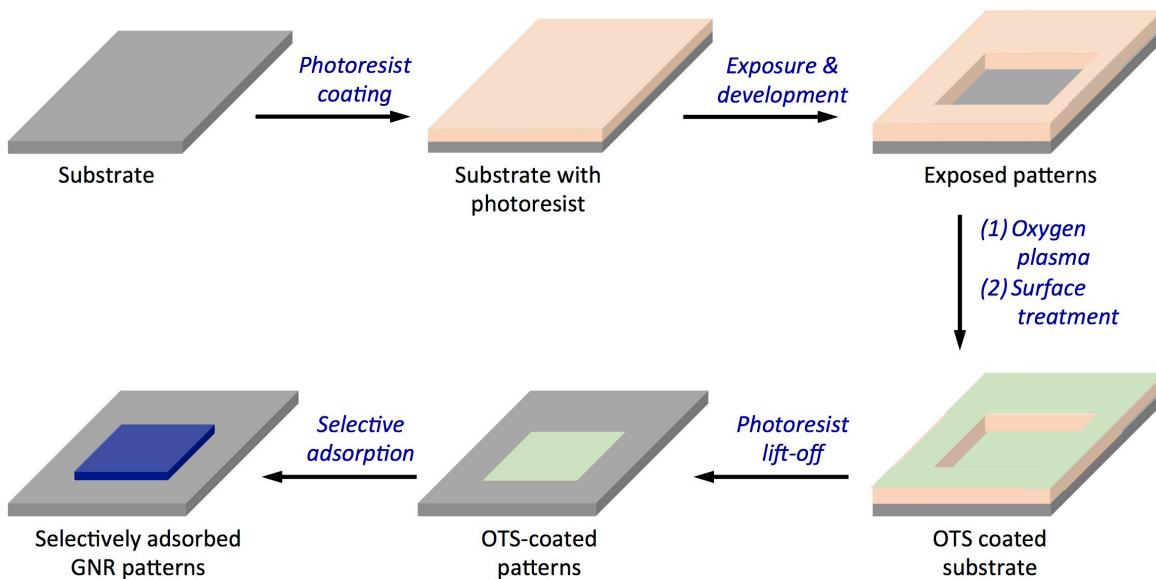 Photoresist
coating
Exposure &
development
Substrate
Substrate with
photoresist
Exposed patterns
(1) Oxygen
plasma
(2) Surface
treatment
Selective
adsorption
Photoresist
lift-off
Selectively adsorbed
GNR patterns
OTS-coated
patterns
OTS coated
substrate